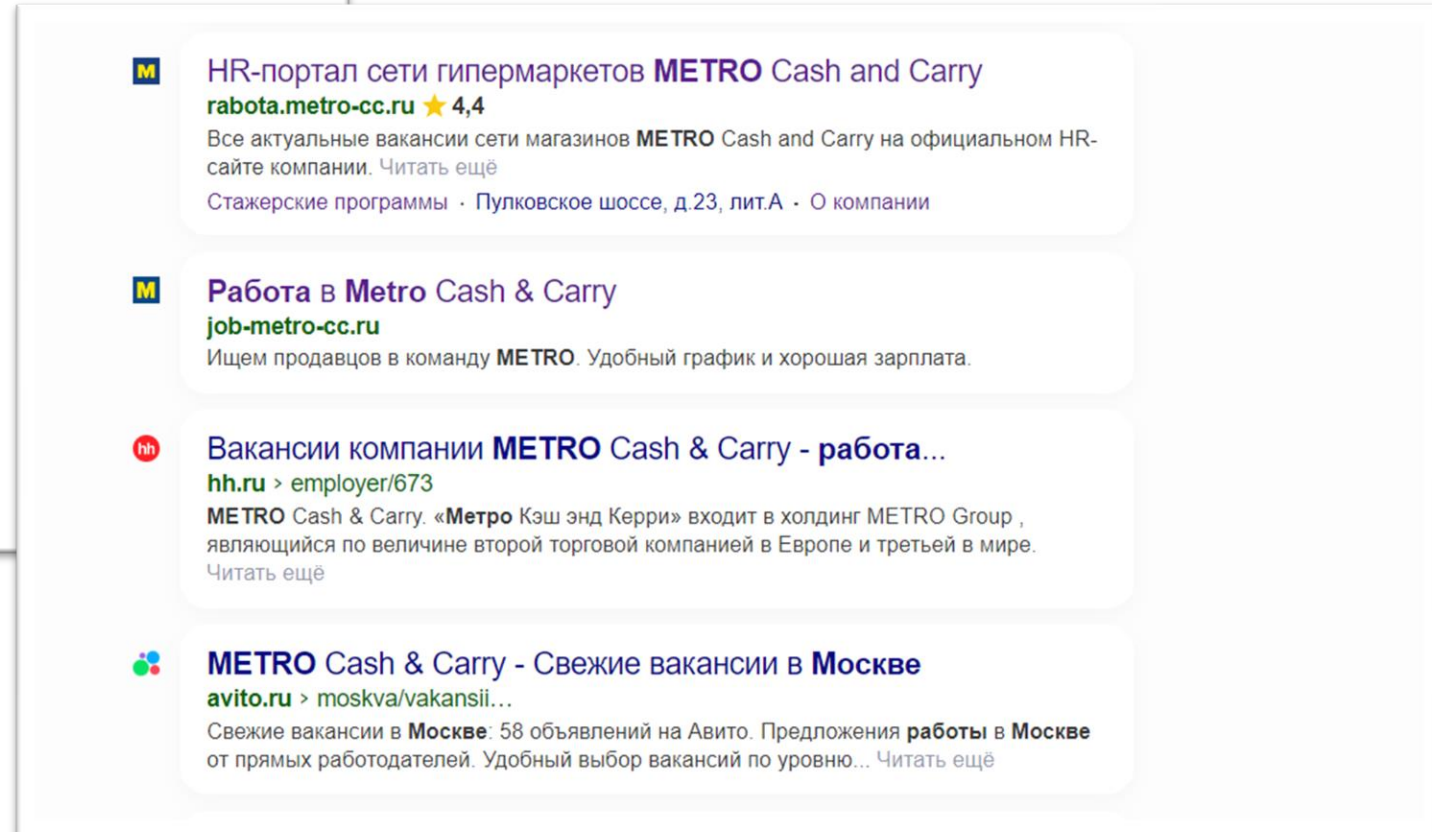 M
HR-портал сети гипермаркетов METRO Cash and Carry
rabota.metro-cc.ru ⭐ 4,4
Все актуальные вакансии сети магазинов METRO Cash and Carry на официальном HR-
сайте компании. Читать ещё
Стажерские программы · Пулковское шоссе, д.23, лит.А · О компании
M
Работа в Metro Cash & Carry
job-metro-cc.ru
Ищем продавцов в команду METRO. Удобный график и хорошая зарплата.
hh
Вакансии компании METRO Cash & Carry - работа...
hh.ru › employer/673
METRO Cash & Carry. «Метро Кэш энд Керри» входит в холдинг METRO Group ,
являющийся по величине второй торговой компанией в Европе и третьей в мире.
Читать ещё
METRO Cash & Carry - Свежие вакансии в Москве
avito.ru › moskva/vakansii...
Свежие вакансии в Москве: 58 объявлений на Авито. Предложения работы в Москве
от прямых работодателей. Удобный выбор вакансий по уровню... Читать ещё